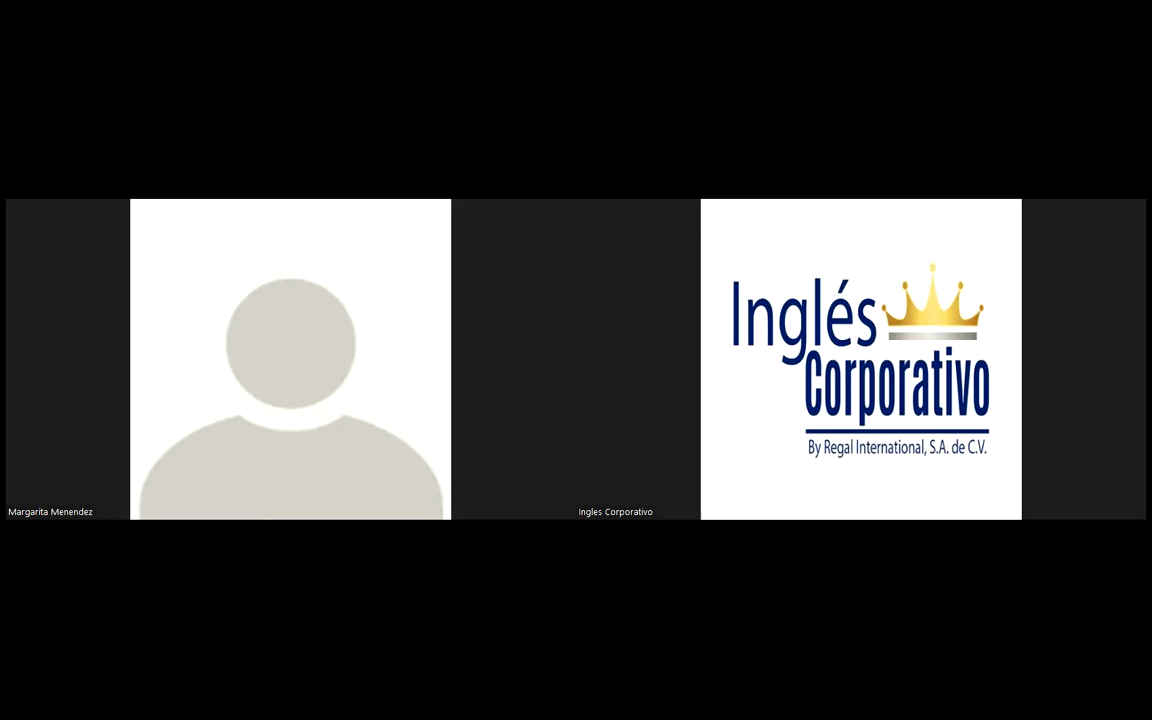 Inglés
Corporativo
By Regal International, S.A. de C.V.
Margarita Menendez
Ingles Corporativo